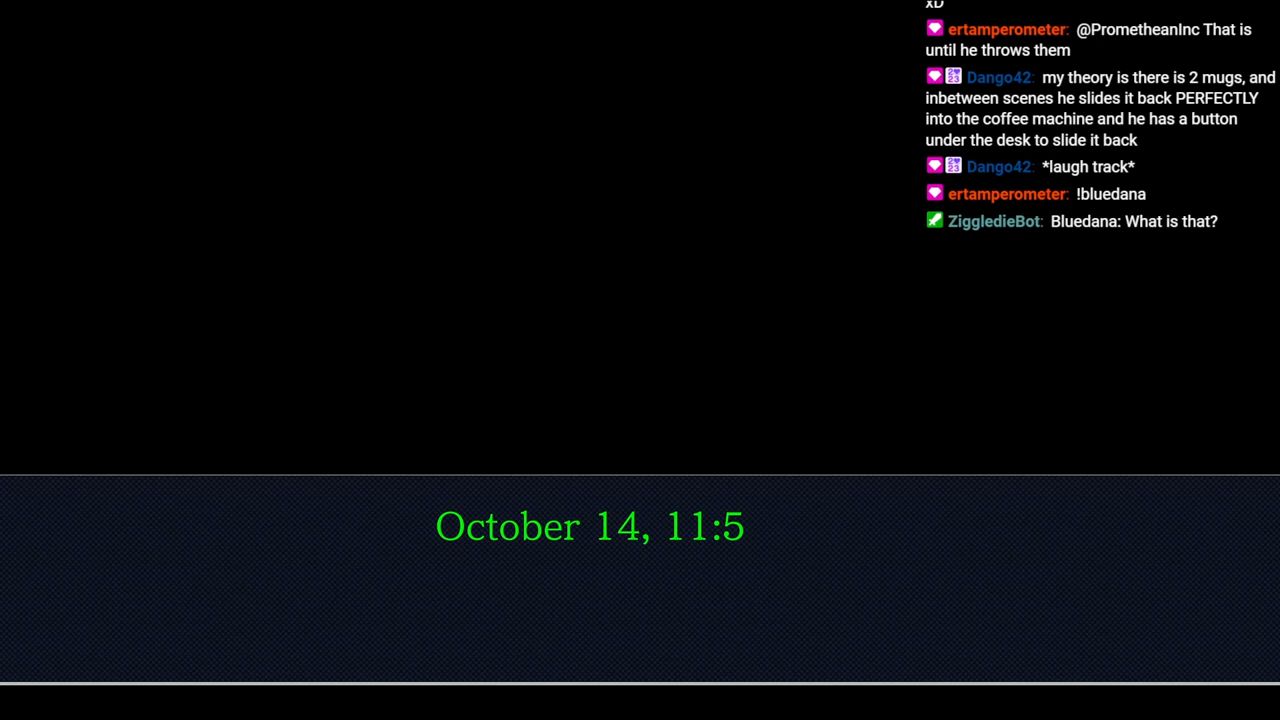 xD
ertamperometer: @PrometheanInc That is
until he throws them
Dango42: my theory is there is 2 mugs, and
inbetween scenes he slides it back PERFECTLY
into the coffee machine and he has a button
under the desk to slide it back
Dango42: *laugh track*
ertamperometer: !bluedana
ZiggledieBot: Bluedana: What is that?
October 14, 11:5